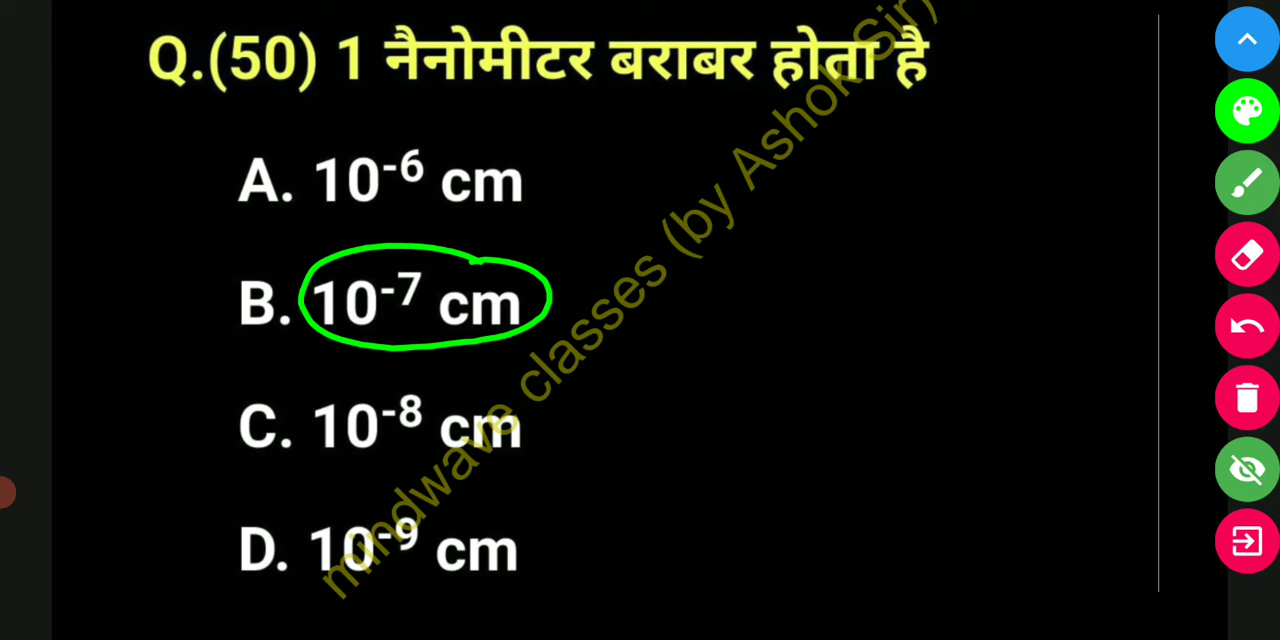 Q.(50) 1 नैनोमीटर बराबर होता है
A. 10⁻⁶ cm
B. 10⁻⁷ cm
C. 10⁻⁸ cm
D. 10⁻⁹ cm
mindwave classes (by Ashok Sir)